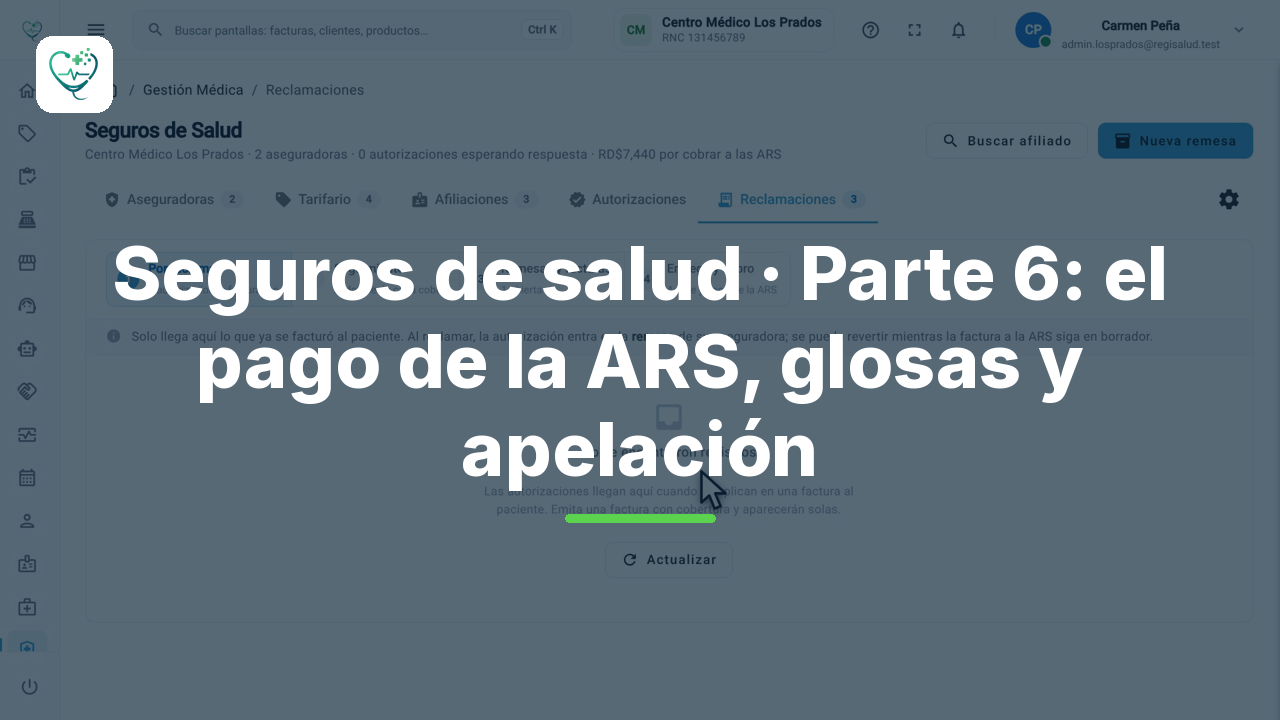 Buscar pantallas: facturas, clientes, productos...
Ctrl K
CM
Centro Médico Los Prados
RNC 131456789
CP
Carmen Peña
admin.losprados@regisalud.test
/ Gestión Médica / Reclamaciones
Seguros de Salud
Centro Médico Los Prados · 2 aseguradoras · 0 autorizaciones esperando respuesta · RD$7,440 por cobrar a las ARS
Buscar afiliado
Nueva remesa
Aseguradoras 2
Tarifario 4
Afiliaciones 3
Autorizaciones
Reclamaciones 3
Seguros de salud · Parte 6: el
pago de la ARS, glosas y
apelación
Solo llega aquí lo que ya se facturó al paciente. Al reclamar, la autorización entra en la remesa de su aseguradora; se puede revertir mientras la factura a la ARS siga en borrador.
Las autorizaciones llegan aquí cuando se aplican en una factura al
paciente. Emita una factura con cobertura y aparecerán solas.
Actualizar